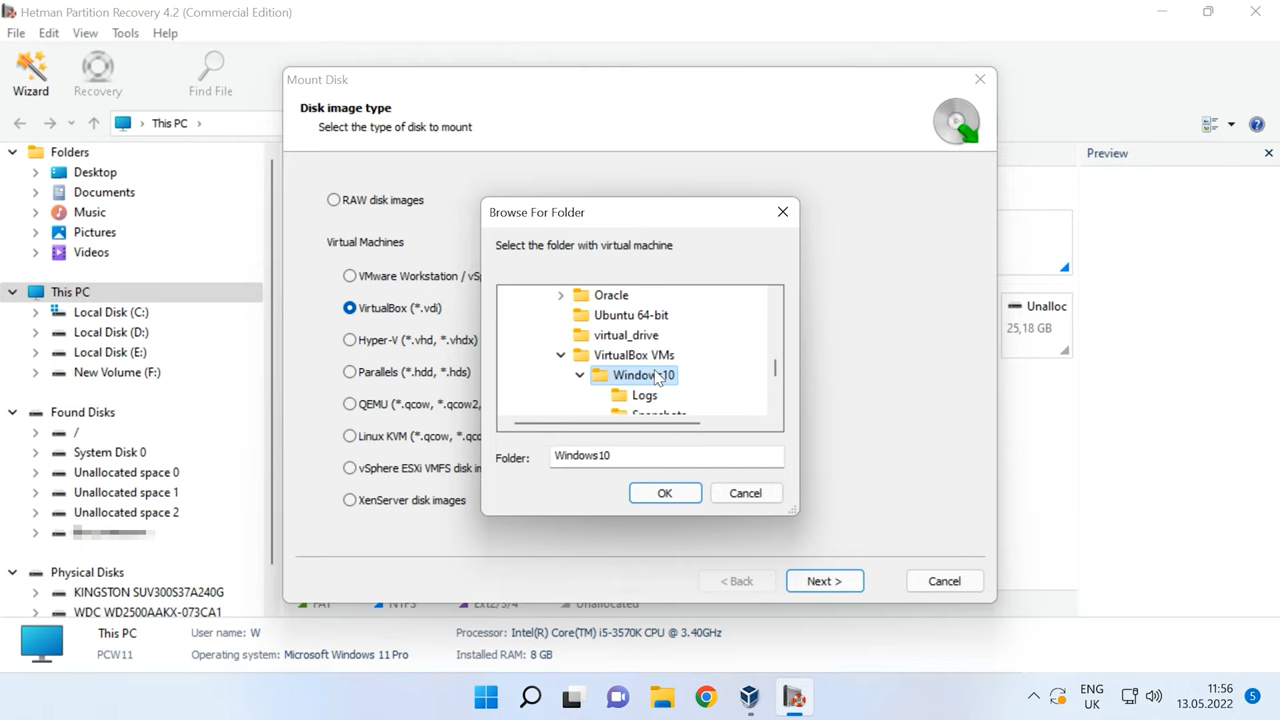 Hetman Partition Recovery 4.2 (Commercial Edition)
File Edit View Tools Help
Wizard
Recovery
Find File
This PC
Folders
Desktop
Documents
Music
Pictures
Videos
This PC
Local Disk (C:)
Local Disk (D:)
Local Disk (E:)
New Volume (F:)
Found Disks
/
System Disk 0
Unallocated space 0
Unallocated space 1
Unallocated space 2
Physical Disks
KINGSTON SUV300S37A240G
WDC WD2500AAKX-073CA1
Mount Disk
Disk image type
Select the type of disk to mount
RAW disk images
Virtual Machines
VMware Workstation / vSp
VirtualBox (*.vdi)
Hyper-V (*.vhd, *.vhdx)
Parallels (*.hdd, *.hds)
QEMU (*.qcow, *.qcow2,
Linux KVM (*.qcow, *.qco
vSphere ESXi VMFS disk in
XenServer disk images
< Back
Next >
Cancel
Browse For Folder
Select the folder with virtual machine
Oracle
Ubuntu 64-bit
virtual_drive
VirtualBox VMs
Windows10
Logs
Snapshots
Folder:
Windows10
OK
Cancel
Preview
Unalloc
25,18 GB
FAT
NTFS
Ext2/3/4
Unallocated
This PC
PCW11
User name: W
Operating system: Microsoft Windows 11 Pro
Processor: Intel(R) Core(TM) i5-3570K CPU @ 3.40GHz
Installed RAM: 8 GB
ENG
UK
11:56
13.05.2022
5